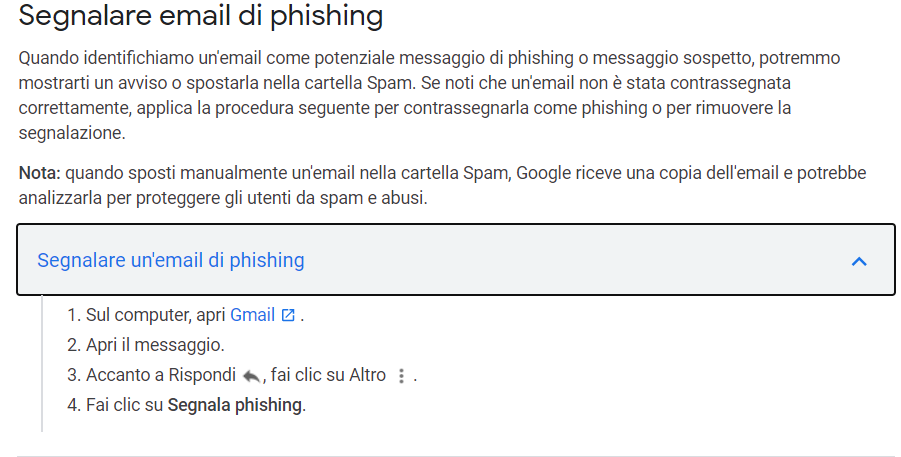 Segnalare email di phishing
Quando identifichiamo un'email come potenziale messaggio di phishing o messaggio sospetto, potremmo
mostrarti un avviso o spostarla nella cartella Spam. Se noti che un'email non è stata contrassegnata
correttamente, applica la procedura seguente per contrassegnarla come phishing o per rimuovere la
segnalazione.
Nota: quando sposti manualmente un'email nella cartella Spam, Google riceve una copia dell'email e potrebbe
analizzarla per proteggere gli utenti da spam e abusi.
Segnalare un'email di phishing
1. Sul computer, apri Gmail .
2. Apri il messaggio.
3. Accanto a Rispondi , fai clic su Altro .
4. Fai clic su Segnala phishing.